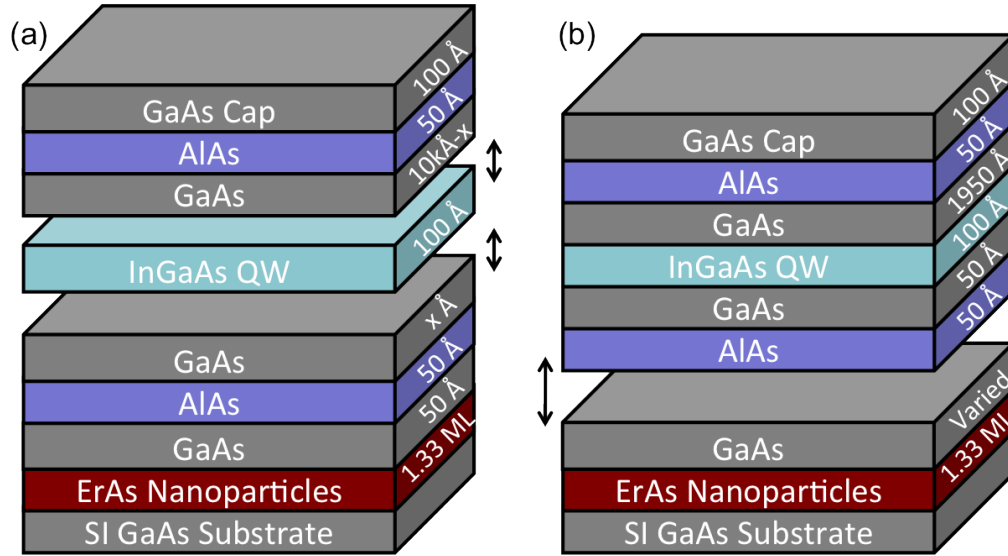 (a)
100 Å
GaAs Cap
50 Å
AlAs
10kÅ-x
GaAs
100 Å
InGaAs QW
x Å
GaAs
50 Å
AlAs
50 Å
GaAs
1.33 ML
ErAs Nanoparticles
SI GaAs Substrate
(b)
100 Å
GaAs Cap
50 Å
AlAs
1950 Å
GaAs
100 Å
InGaAs QW
50 Å
GaAs
50 Å
AlAs
Varied
GaAs
1.33 ML
ErAs Nanoparticles
SI GaAs Substrate